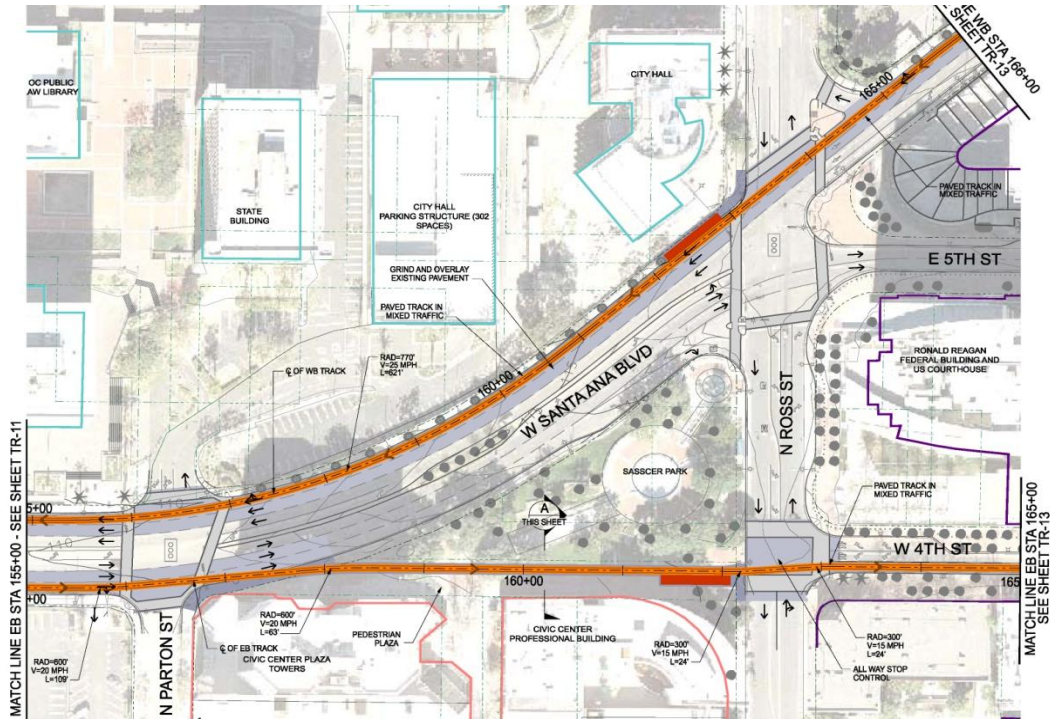 MATCH LINE WB STA 166+00
SEE SHEET TR-13
OC PUBLIC
LAW LIBRARY
CITY HALL
165+00
STATE
BUILDING
CITY HALL
PARKING STRUCTURE (302
SPACES)
PAVED TRACK IN
MIXED TRAFFIC
GRIND AND OVERLAY
EXISTING PAVEMENT
E 5TH ST
PAVED TRACK IN
MIXED TRAFFIC
RAD=770'
V=25 MPH
L=621'
RONALD REAGAN
FEDERAL BUILDING AND
US COURTHOUSE
℄ OF WB TRACK
160+00
W SANTA ANA BLVD
N ROSS ST
SASSCER PARK
MATCH LINE EB STA 155+00 - SEE SHEET TR-11
5+00
110
PAVED TRACK IN
MIXED TRAFFIC
A
THIS SHEET
W 4TH ST
MATCH LINE EB STA 165+00
SEE SHEET TR-13
160+00
165
+00
RAD=600'
V=20 MPH
L=63'
PEDESTRIAN
PLAZA
CIVIC CENTER
PROFESSIONAL BUILDING
RAD=300'
V=15 MPH
L=24'
RAD=300'
V=15 MPH
L=24'
RAD=600'
V=20 MPH
L=109'
N PARTON ST
℄ OF EB TRACK
CIVIC CENTER PLAZA
TOWERS
ALL WAY STOP
CONTROL